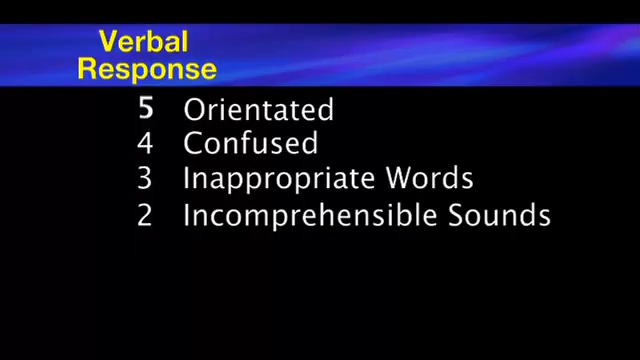 Verbal
Response
5 Orientated
4 Confused
3 Inappropriate Words
2 Incomprehensible Sounds